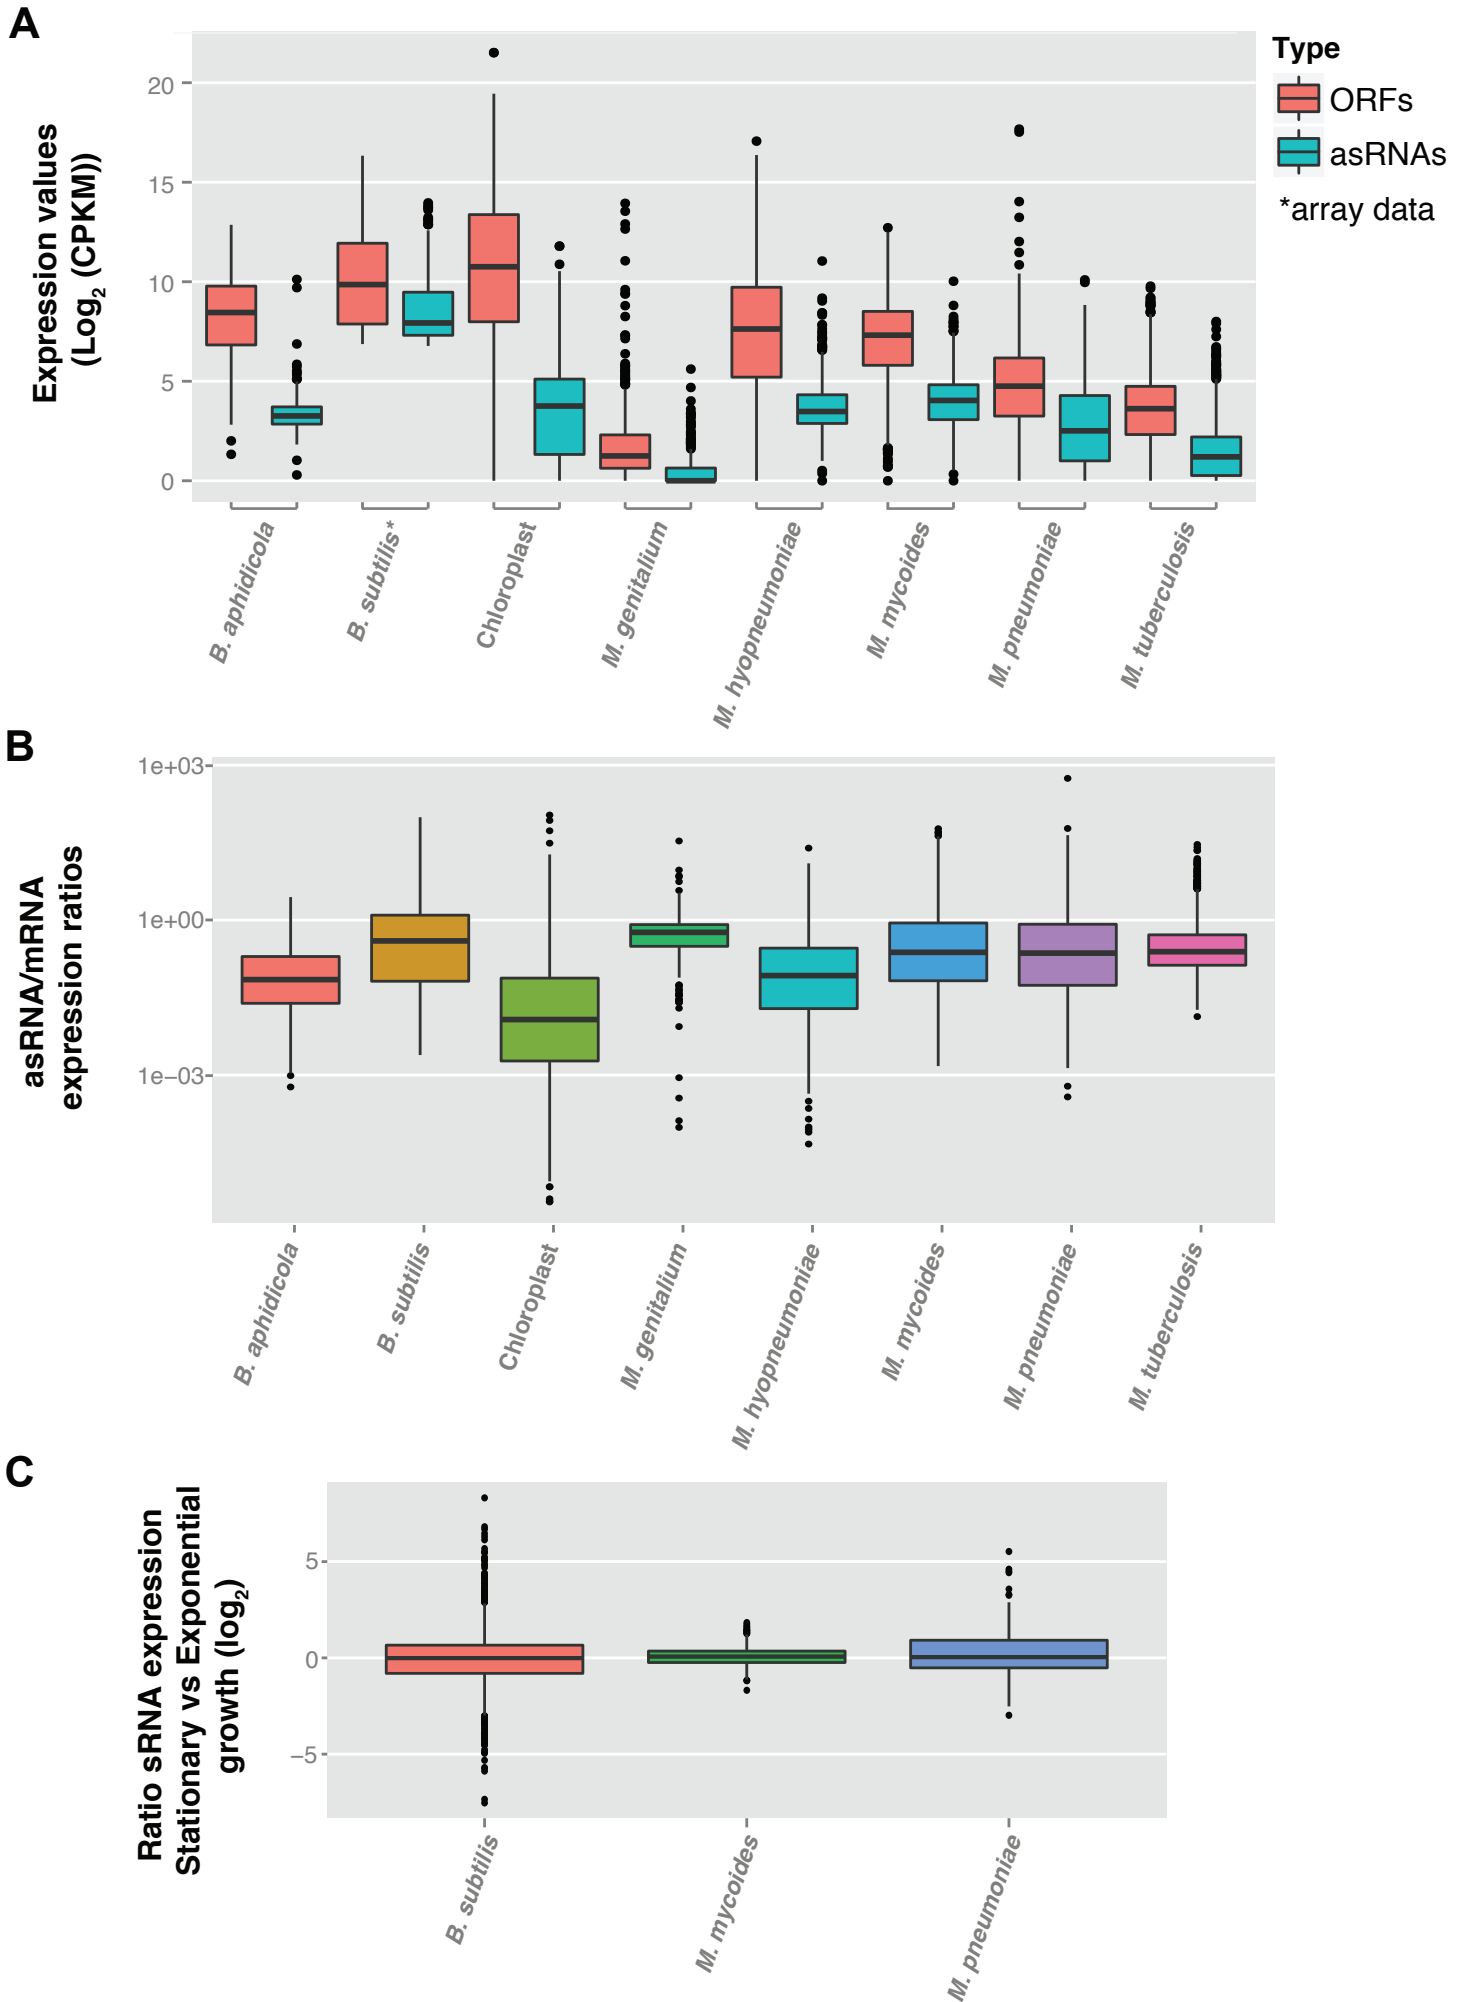 A
Expression values
(Log2 (CPKM))
20
15
10
5
0
Type
ORFs
asRNAs
*array data
B. aphidicola
B. subtilis*
Chloroplast
M. genitalium
M. hyopneumoniae
M. mycoides
M. pneumoniae
M. tuberculosis
B
asRNA/mRNA
expression ratios
1e+03
1e+00
1e−03
B. aphidicola
B. subtilis
Chloroplast
M. genitalium
M. hyopneumoniae
M. mycoides
M. pneumoniae
M. tuberculosis
C
Ratio sRNA expression
Stationary vs Exponential
growth (log2)
5
0
−5
B. subtilis
M. mycoides
M. pneumoniae